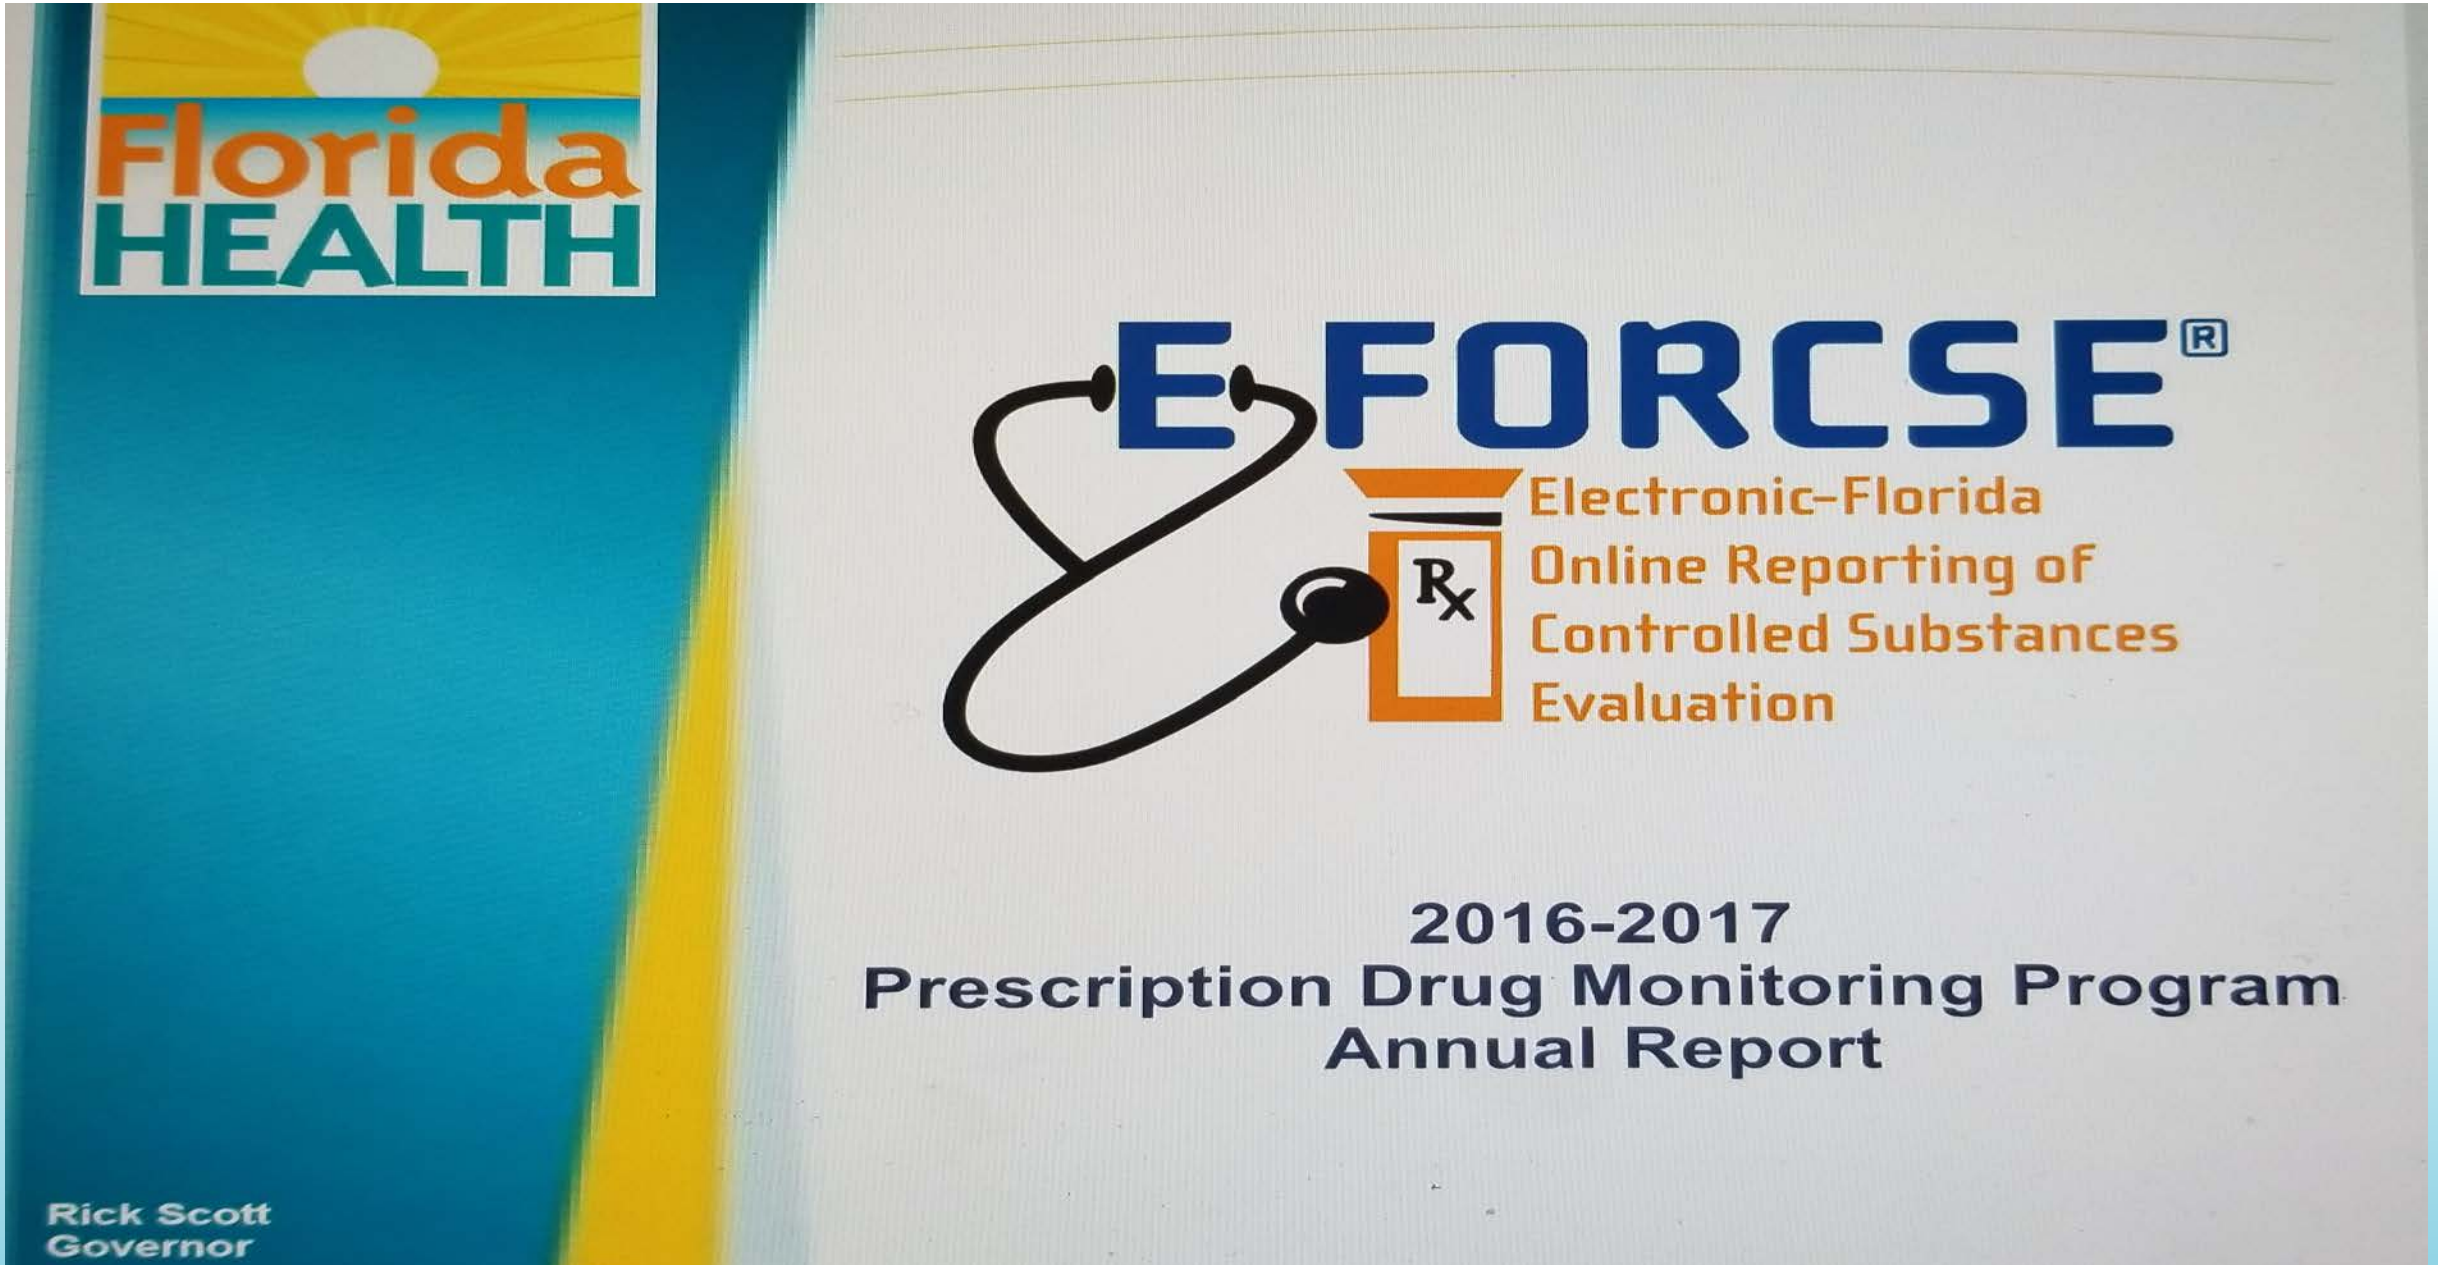 Florida
HEALTH
E FORCSE®
Electronic-Florida
Online Reporting of
Controlled Substances
Evaluation
Rx
2016-2017
Prescription Drug Monitoring Program
Annual Report
Rick Scott
Governor